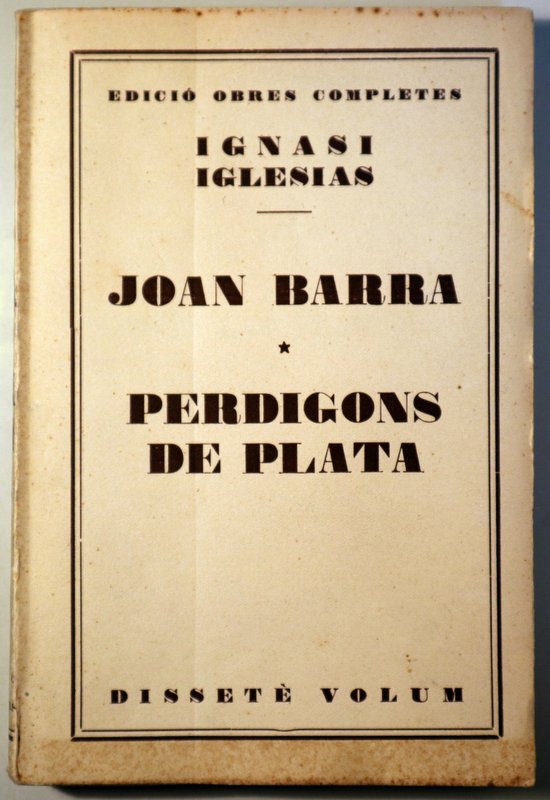 EDICIÓ OBRES COMPLETES
IGNASI
IGLESIAS
JOAN BARRA
PERDIGONS
DE PLATA
DISSETÈ VOLUM